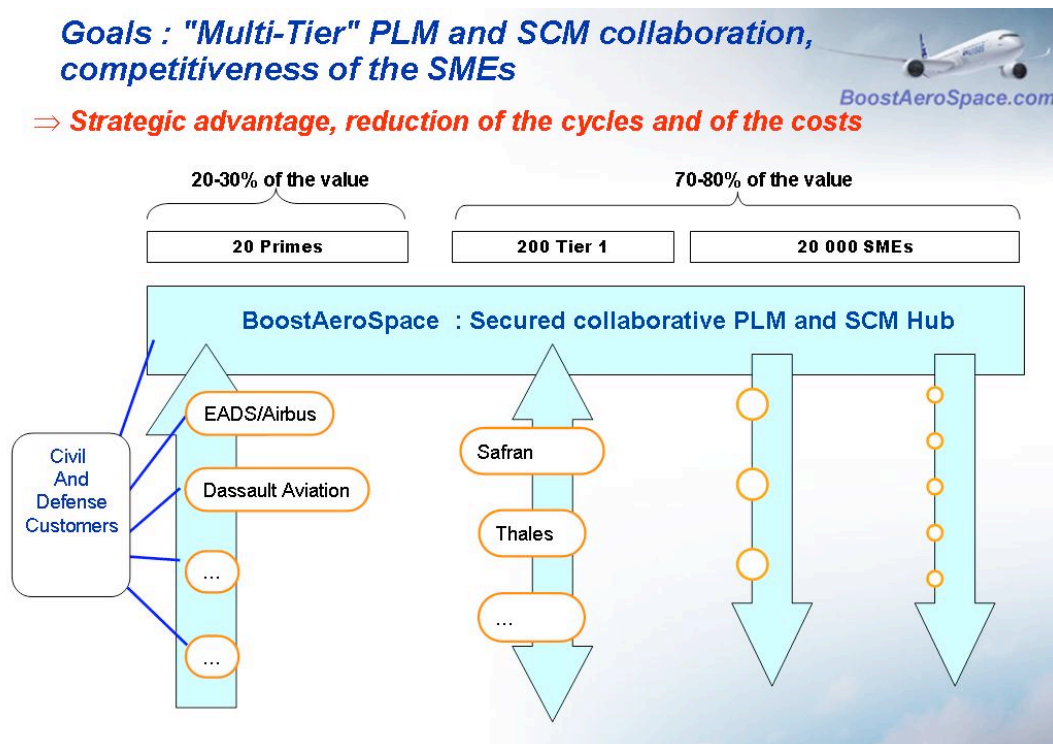 Goals : "Multi-Tier" PLM and SCM collaboration,
competitiveness of the SMEs
BoostAeroSpace.com
⇒ Strategic advantage, reduction of the cycles and of the costs
20-30% of the value
70-80% of the value
20 Primes
200 Tier 1
20 000 SMEs
BoostAeroSpace : Secured collaborative PLM and SCM Hub
EADS/Airbus
Dassault Aviation
...
...
Civil
And
Defense
Customers
Safran
Thales
...